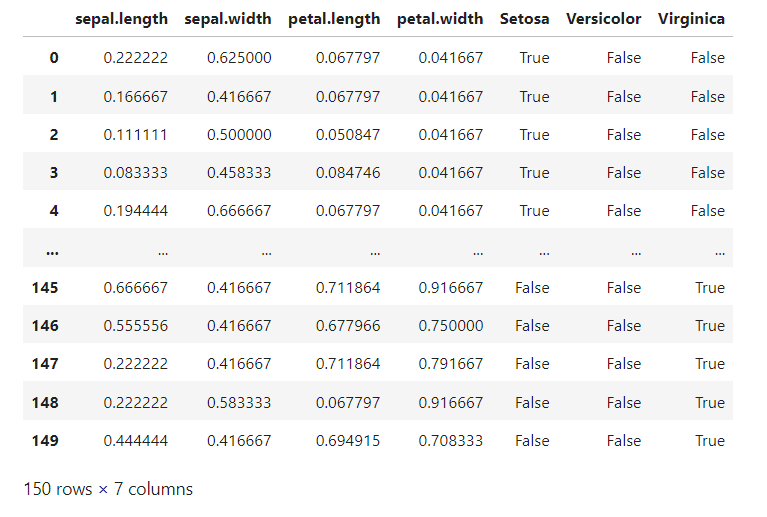 sepal.length sepal.width petal.length petal.width Setosa Versicolor Virginica
0 0.222222 0.625000 0.067797 0.041667 True False False
1 0.166667 0.416667 0.067797 0.041667 True False False
2 0.111111 0.500000 0.050847 0.041667 True False False
3 0.083333 0.458333 0.084746 0.041667 True False False
4 0.194444 0.666667 0.067797 0.041667 True False False
... ... ... ... ... ... ... ...
145 0.666667 0.416667 0.711864 0.916667 False False True
146 0.555556 0.416667 0.677966 0.750000 False False True
147 0.222222 0.416667 0.711864 0.791667 False False True
148 0.222222 0.583333 0.067797 0.916667 False False True
149 0.444444 0.416667 0.694915 0.708333 False False True
150 rows × 7 columns